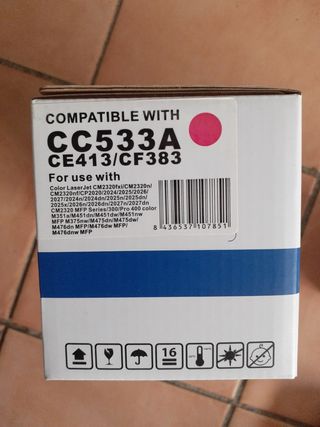 COMPATIBLE WITH
CC533A
CE413/CF383
For use with
Color LaserJet CM2320fxi/CM2320n/
CM2320nf/CP2020/2024/2025/2026/
2027/2024n/2024dn/2025n/2025dn/
2025x/2026n/2026dn/2027n/2027dn
CM2320 MFP Series/300/Pro 400 color
M351a/M451dn/M451dw/M451nw
MFP M375nw/M475dn/M475dw/
M476dn MFP/M476dw MFP/
M476dnw MFP
8 436537 107851
16